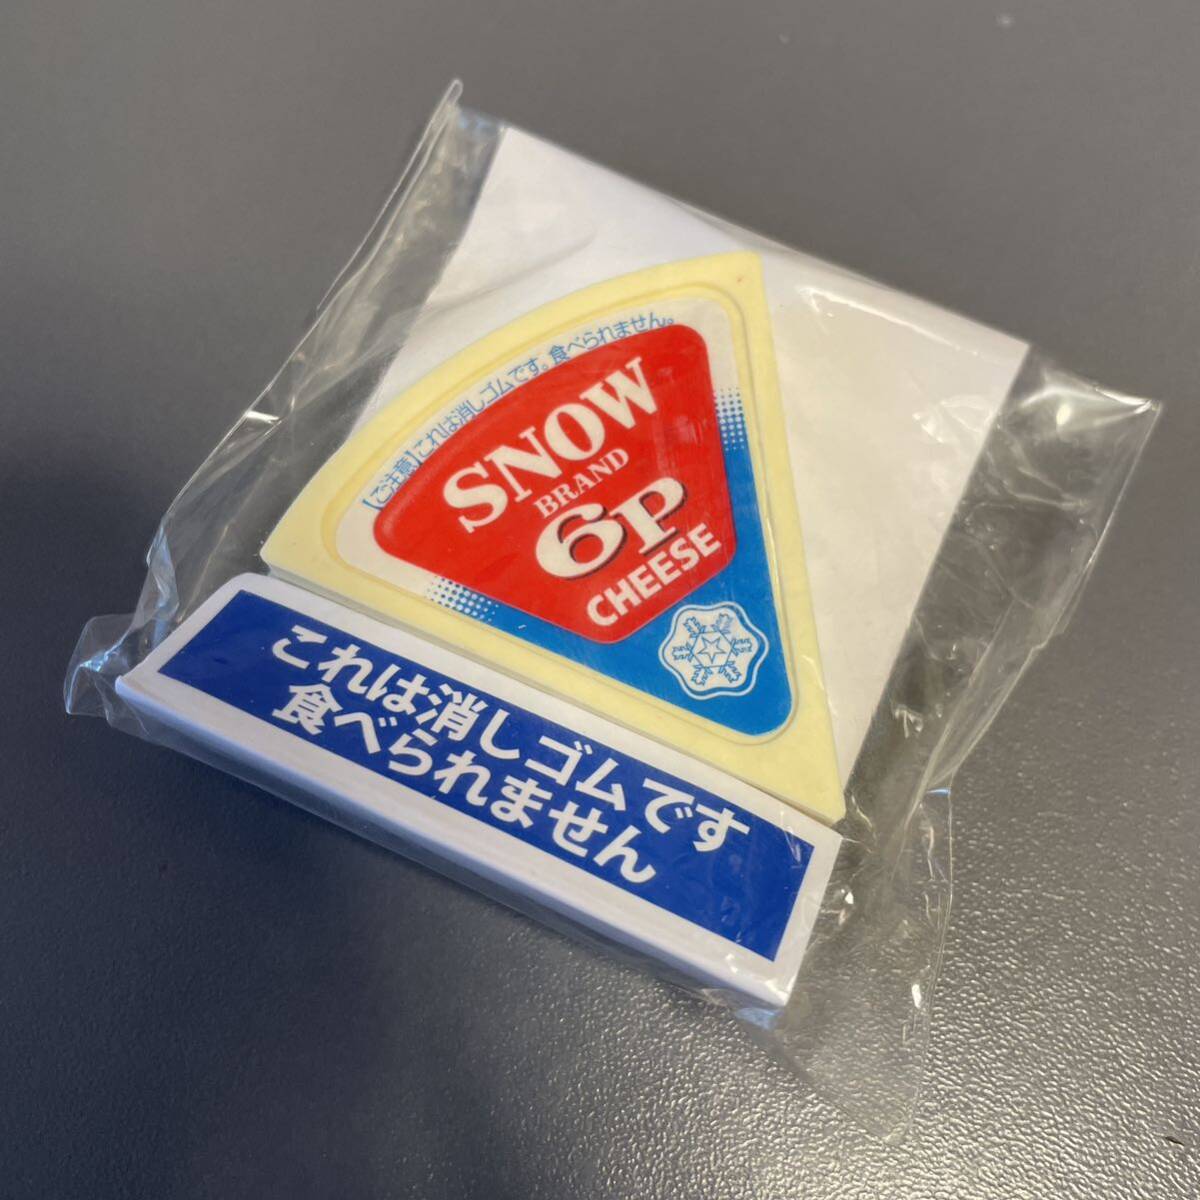 【ご注意】これは消しゴムです。食べられません。
SNOW
BRAND
6P
CHEESE
これは消しゴムです
食べられません